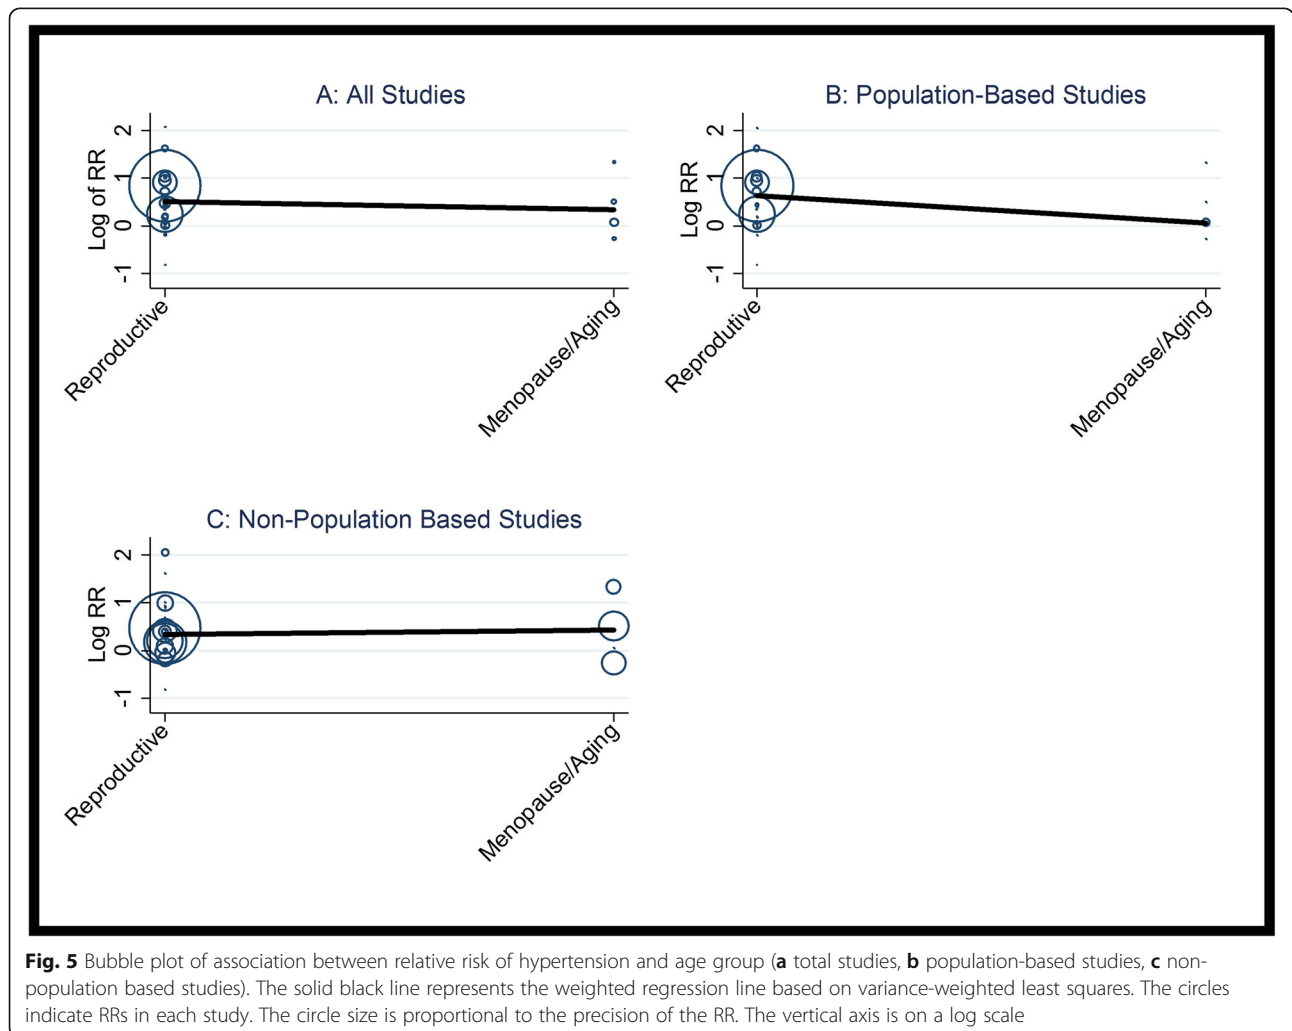 A: All Studies
Log of RR
2
1
0
-1
Reproductive
Menopause/Aging
B: Population-Based Studies
Log RR
2
1
0
-1
Reprodutive
Menopause/Aging
C: Non-Population Based Studies
Log RR
2
1
0
-1
Reproductive
Menopause/Aging
Fig. 5 Bubble plot of association between relative risk of hypertension and age group (a total studies, b population-based studies, c non-
population based studies). The solid black line represents the weighted regression line based on variance-weighted least squares. The circles
indicate RRs in each study. The circle size is proportional to the precision of the RR. The vertical axis is on a log scale